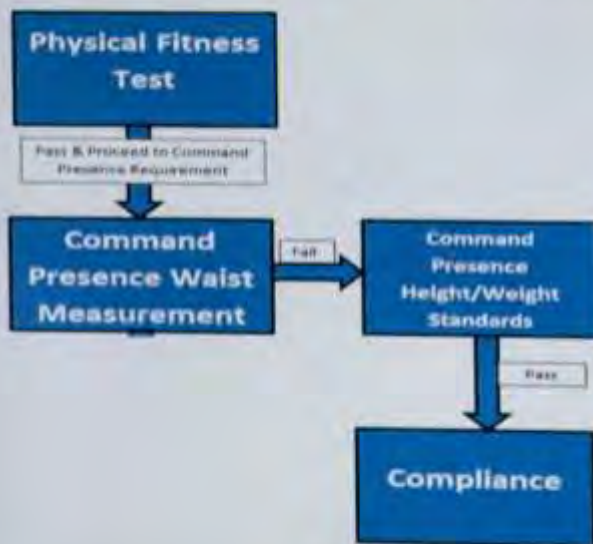 Physical Fitness
Test
Pass & Proceed to Command
Presence Requirement
Command
Presence Waist
Measurement
Fail
Command
Presence
Height/Weight
Standards
Pass
Compliance